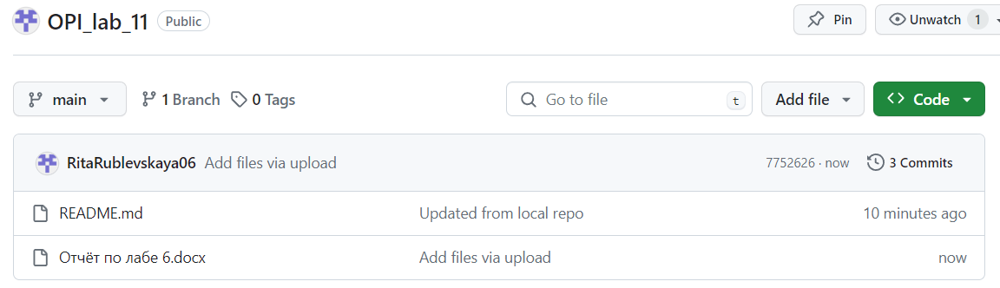 OPI_lab_11 Public Pin Unwatch 1
main 1 Branch 0 Tags Go to file t Add file Code
RitaRublevskaya06 Add files via upload 7752626 · now 3 Commits
README.md Updated from local repo 10 minutes ago
Отчёт по лабе 6.docx Add files via upload now